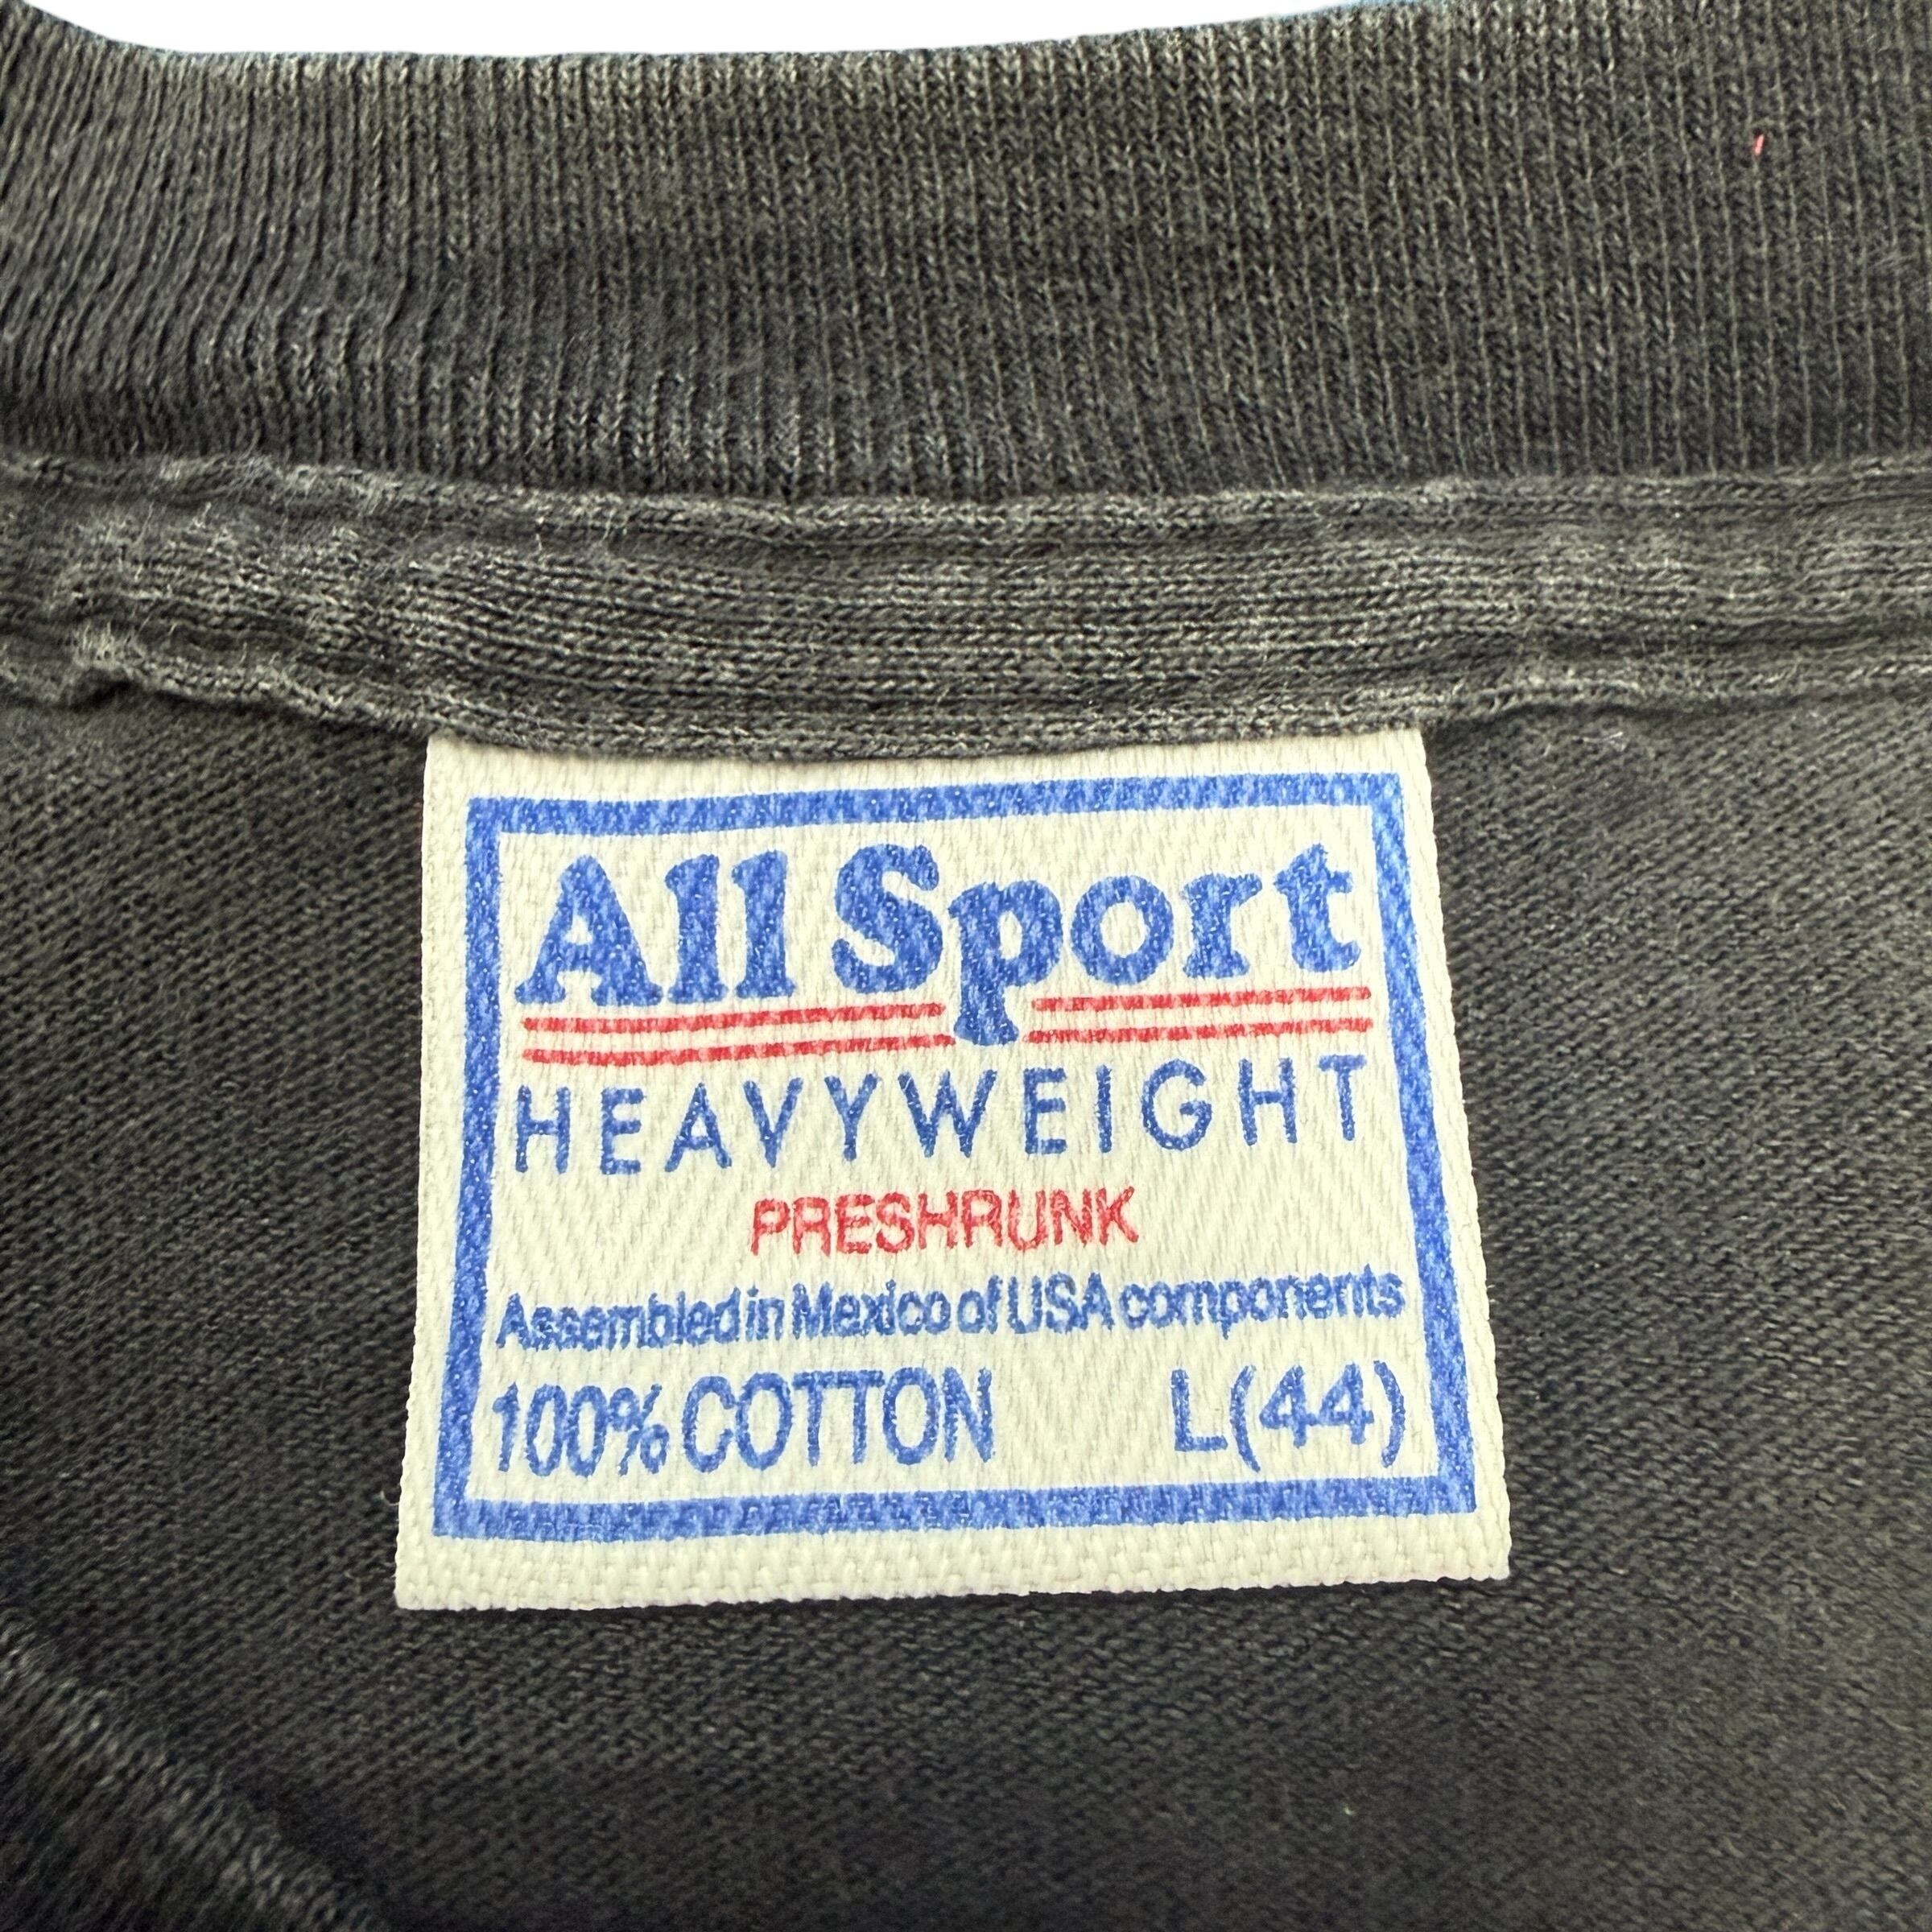 All Sport
HEAVYWEIGHT
PRESHRUNK
Assembled in Mexico of USA components
100% COTTON L(44)